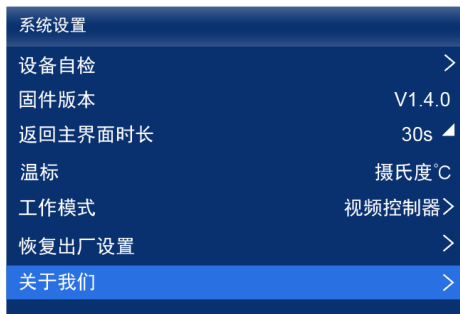 系统设置
设备自检 >
固件版本 V1.4.0
返回主界面时长 30s
温标 摄氏度℃
工作模式 视频控制器>
恢复出厂设置 >
关于我们 >